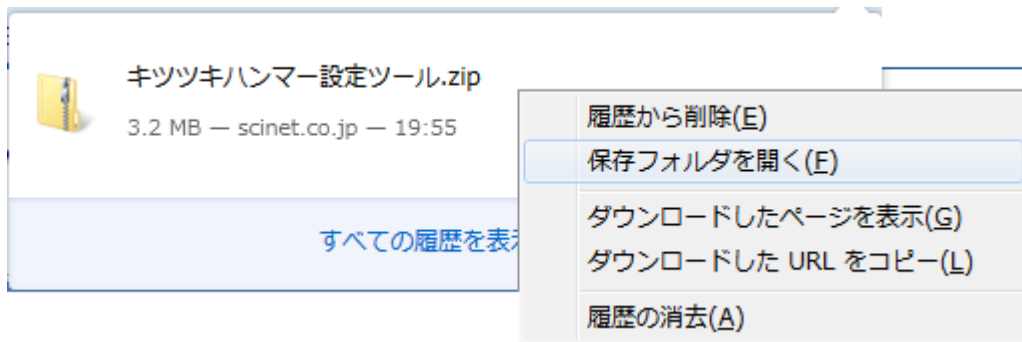 キツツキハンマー設定ツール.zip
3.2 MB — scinet.co.jp — 19:55
すべての履歴を表
履歴から削除(E)
保存フォルダを開く(F)
ダウンロードしたページを表示(G)
ダウンロードした URL をコピー(L)
履歴の消去(A)